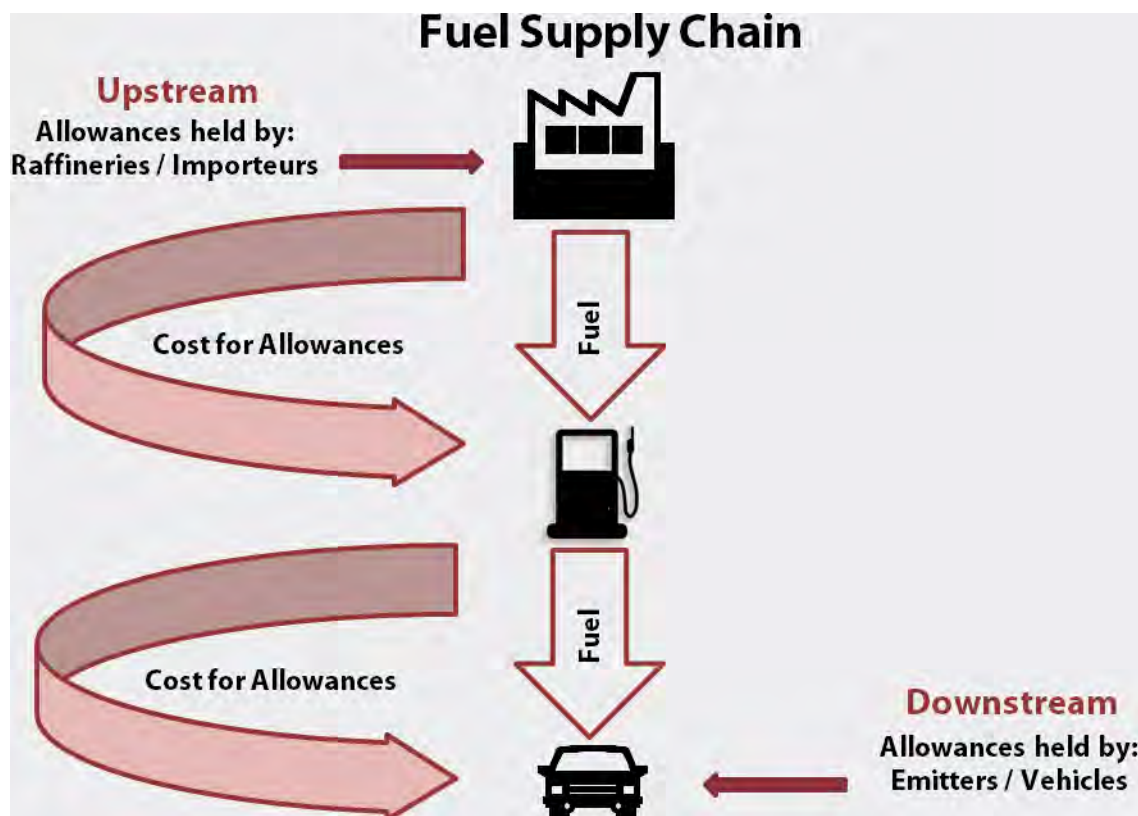 Fuel Supply Chain
Upstream
Allowances held by:
Raffineries / Importeurs
Fuel
Cost for Allowances
Fuel
Cost for Allowances
Downstream
Allowances held by:
Emitters / Vehicles